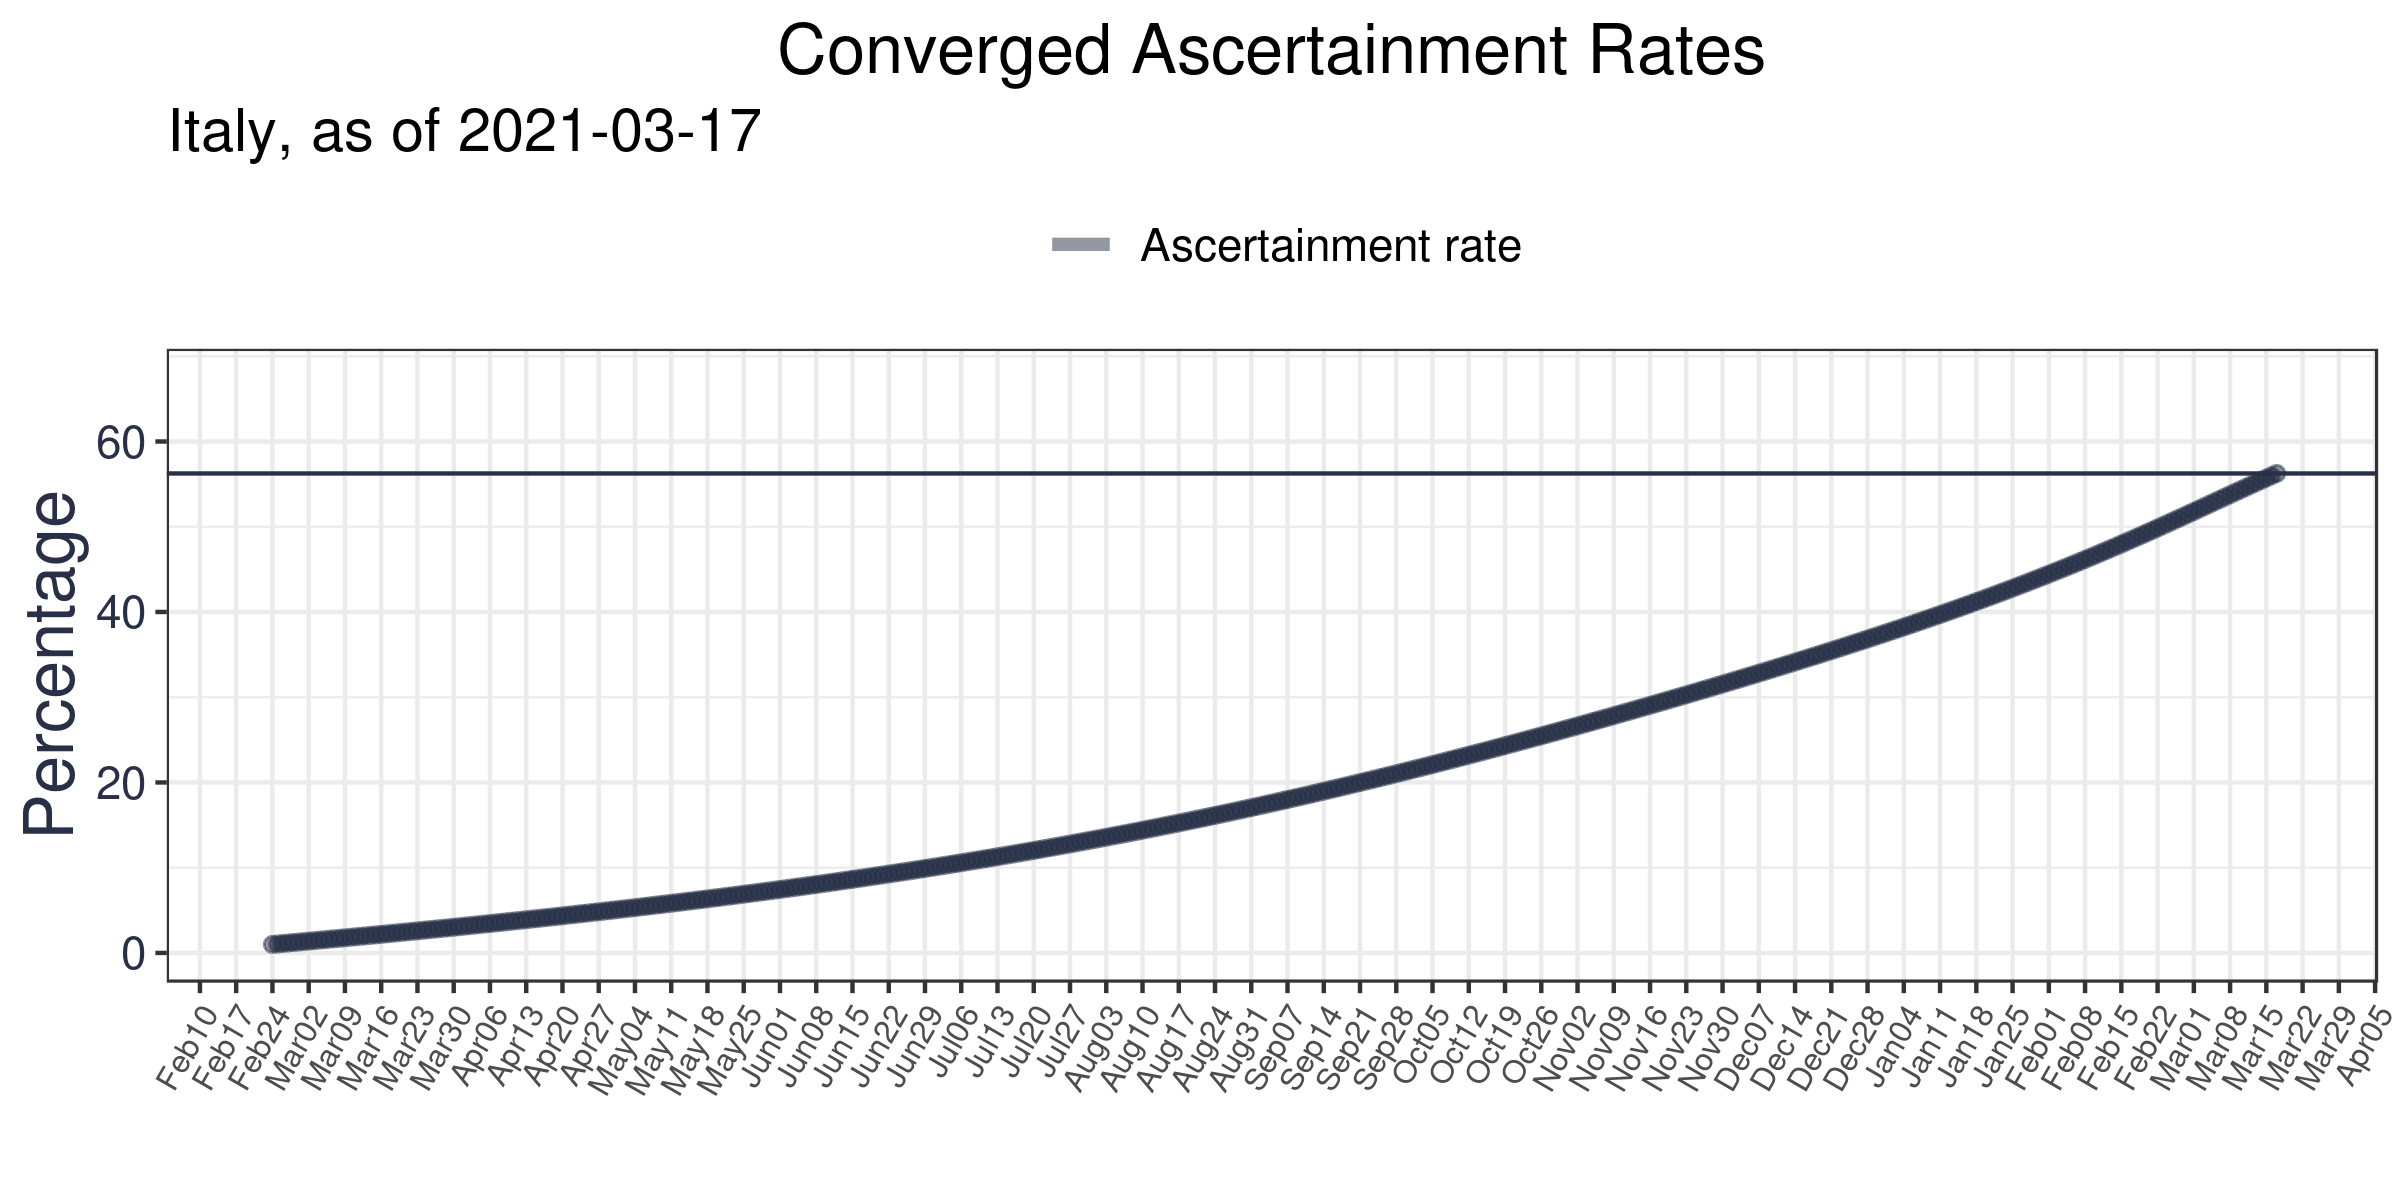 Converged Ascertainment Rates
Italy, as of 2021-03-17
Ascertainment rate
Percentage
60
40
20
0
Feb10
Feb17
Feb24
Mar02
Mar09
Mar16
Mar23
Mar30
Apr06
Apr13
Apr20
Apr27
May04
May11
May18
May25
Jun01
Jun08
Jun15
Jun22
Jun29
Jul06
Jul13
Jul20
Jul27
Aug03
Aug10
Aug17
Aug24
Aug31
Sep07
Sep14
Sep21
Sep28
Oct05
Oct12
Oct19
Oct26
Nov02
Nov09
Nov16
Nov23
Nov30
Dec07
Dec14
Dec21
Dec28
Jan04
Jan11
Jan18
Jan25
Feb01
Feb08
Feb15
Feb22
Mar01
Mar08
Mar15
Mar22
Mar29
Apr05